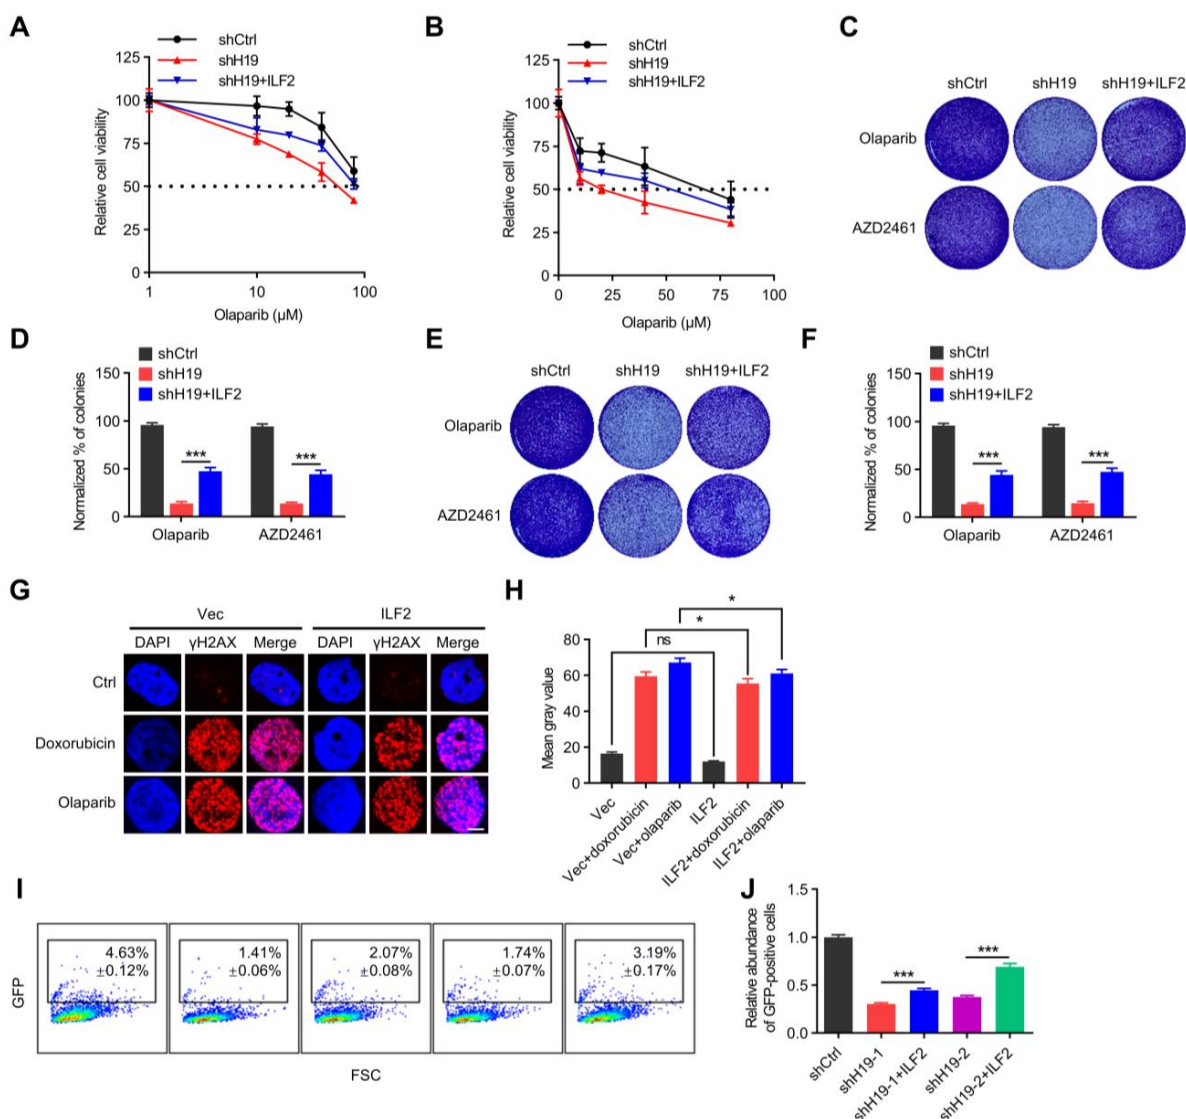 A
shCtrl
shH19
shH19+ILF2
125
100
75
50
25
0
Relative cell viability
1 10 100
Olaparib (µM)
B
shCtrl
shH19
shH19+ILF2
125
100
75
50
25
0
Relative cell viability
0 25 50 75 100
Olaparib (µM)
C
shCtrl shH19 shH19+ILF2
Olaparib
AZD2461
D
shCtrl
shH19
shH19+ILF2
150
100
50
0
Normalized % of colonies
*** ***
Olaparib AZD2461
E
shCtrl shH19 shH19+ILF2
Olaparib
AZD2461
F
shCtrl
shH19
shH19+ILF2
150
100
50
0
Normalized % of colonies
*** ***
Olaparib AZD2461
G
Vec ILF2
DAPI γH2AX Merge DAPI γH2AX Merge
Ctrl
Doxorubicin
Olaparib
H
*
*
ns
80
60
40
20
0
Mean gray value
Vec
Vec+doxorubicin
Vec+olaparib
ILF2
ILF2+doxorubicin
ILF2+olaparib
I
4.63% 1.41% 2.07% 1.74% 3.19%
±0.12% ±0.06% ±0.08% ±0.07% ±0.17%
GFP
FSC
J
1.5
1.0
0.5
0.0
Relative abundance
of GFP-positive cells
*** ***
shCtrl
shH19-1
shH19-1+ILF2
shH19-2
shH19-2+ILF2